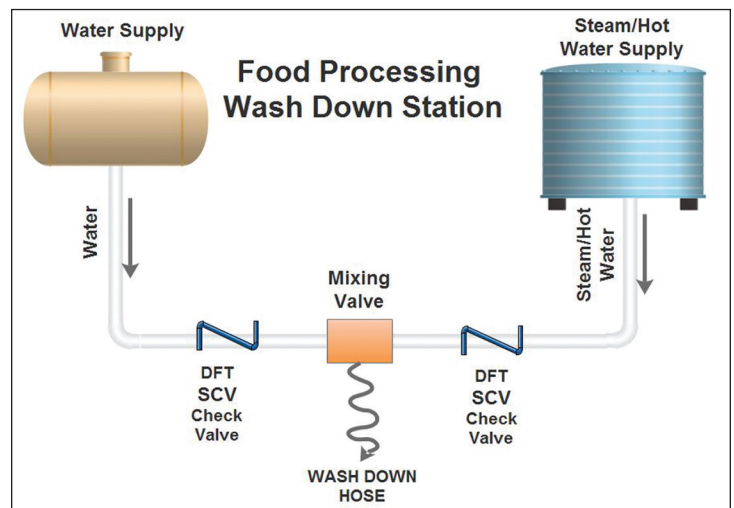 Water Supply
Steam/Hot
Water Supply
Food Processing
Wash Down Station
Water
Steam/Hot
Water
Mixing
Valve
DFT
SCV
Check
Valve
DFT
SCV
Check
Valve
WASH DOWN
HOSE